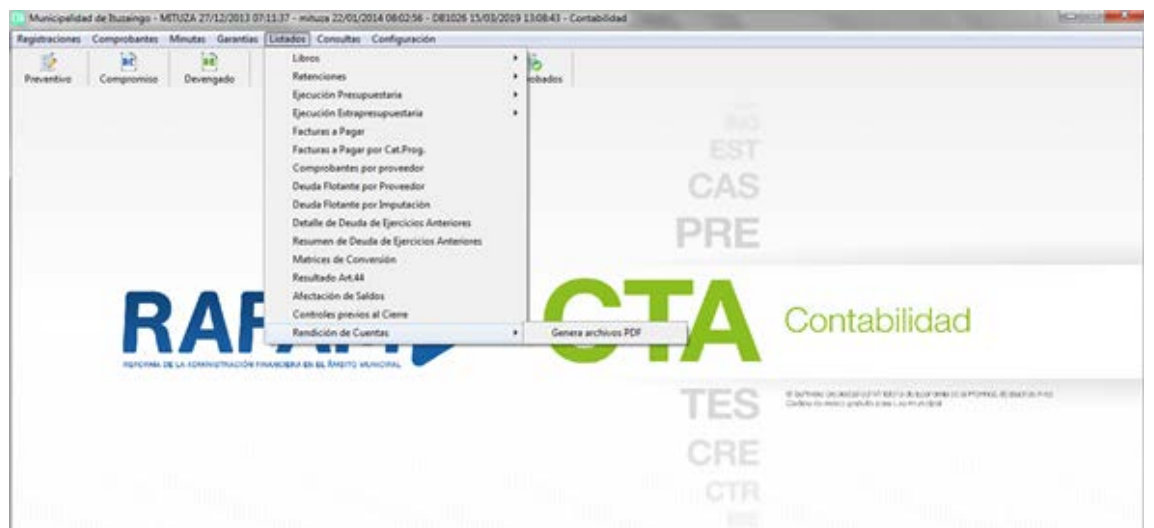 Municipalidad de Ituzaingo - MITUZA 27/12/2013 07:11:37 - mituza 22/01/2014 08:02:56 - DB1026 15/03/2019 13:08:43 - Contabilidad
Registraciones Comprobantes Minutas Garantías Listados Consultas Configuración
Preventivo Compromiso Devengado
Libros
Retenciones
Ejecución Presupuestaria
Ejecución Extrapresupuestaria
Facturas a Pagar
Facturas a Pagar por Cat.Prog.
Comprobantes por proveedor
Deuda Flotante por Proveedor
Deuda Flotante por Imputación
Detalle de Deuda de Ejercicios Anteriores
Resumen de Deuda de Ejercicios Anteriores
Matrices de Conversión
Resultado Art.44
Afectación de Saldos
Controles previos al Cierre
Rendición de Cuentas
Genera archivos PDF
EST
CAS
PRE
RAFAM
REFORMA DE LA ADMINISTRACIÓN FINANCIERA EN EL ÁMBITO MUNICIPAL
CTA Contabilidad
TES
CRE
CTR